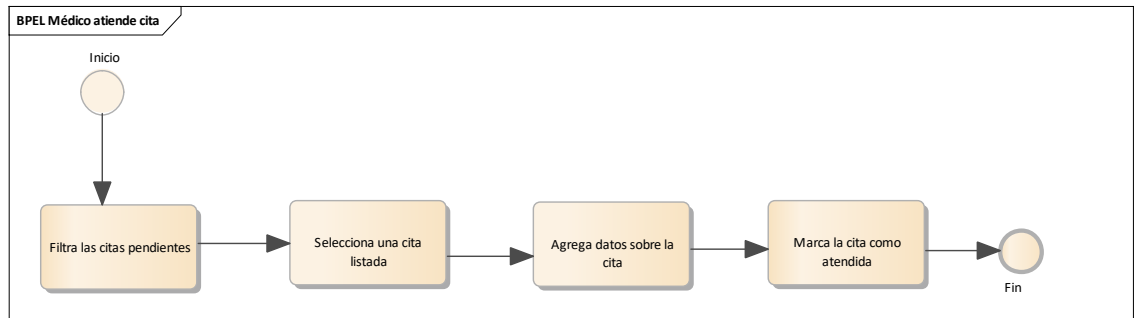 BPEL Médico atiende cita
Inicio
Filtra las citas pendientes
Selecciona una cita
listada
Agrega datos sobre la
cita
Marca la cita como
atendida
Fin